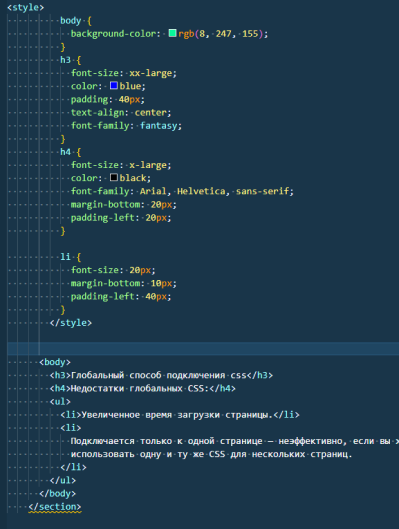 <style>
body {
background-color: rgb(8, 247, 155);
}
h3 {
font-size: xx-large;
color: blue;
padding: 40px;
text-align: center;
font-family: fantasy;
}
h4 {
font-size: x-large;
color: black;
font-family: Arial, Helvetica, sans-serif;
margin-bottom: 20px;
padding-left: 20px;
}
li {
font-size: 20px;
margin-bottom: 10px;
padding-left: 40px;
}
</style>
<body>
<h3>Глобальный способ подключения css</h3>
<h4>Недостатки глобальных CSS:</h4>
<ul>
<li>Увеличенное время загрузки страницы.</li>
<li>
Подключается только к одной странице — неэффективно, если вы
использовать одну и ту же CSS для нескольких страниц.
</li>
</ul>
</body>
</section>